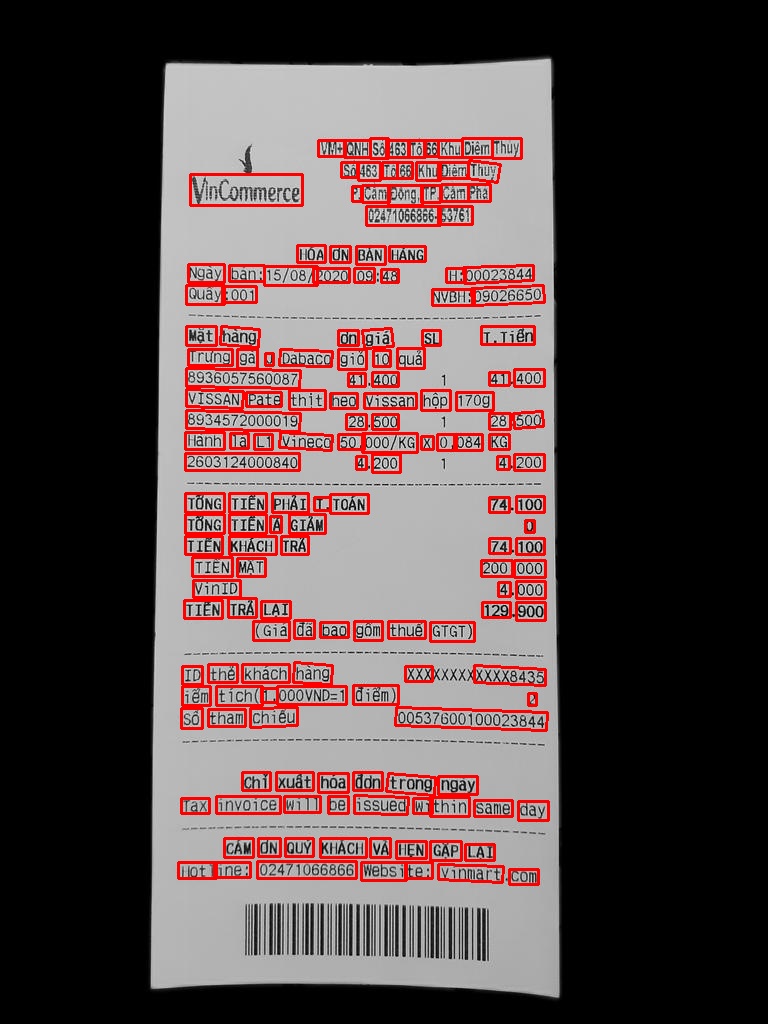 VM+ QNH Số 463 Tổ 66 Khu Diêm Thuỷ
Số 463 Tổ 66 Khu Diêm Thuỷ
P. Cẩm Đông, TP. Cẩm Phả
02471066866-53761
VinCommerce
HÓA ĐƠN BÁN HÀNG
Ngày bán:15/08/2020 09:48 H:00023844
Quầy:001 NVBH:09026650
Mặt hàng ơn giá SL T.Tiền
Trứng gà Dabaco giỏ 10 quả
8936057560087 41.400 1 41.400
VISSAN Pate thịt heo Vissan hộp 170g
8934572000019 28.500 1 28.500
Hành lá L1 Vineco 50.000/KG X 0.084 KG
2603124000840 4.200 1 4.200
TỔNG TIỀN PHẢI T.TOÁN 74.100
TỔNG TIỀN Đ GIẢM 0
TIỀN KHÁCH TRẢ 74.100
TIỀN MẶT 200.000
VinID 4.000
TIỀN TRẢ LẠI 129.900
(Giá đã bao gồm thuế GTGT)
ID thẻ khách hàng XXXXXXXXXXXX8435
iểm tích(1.000VND=1 điểm) 0
Số tham chiếu 00537600100023844
Chỉ xuất hóa đơn trong ngày
Tax invoice will be issued within same day
CẢM ƠN QUÝ KHÁCH VÀ HẸN GẶP LẠI
Hotline: 02471066866 Website: Vinmart.com